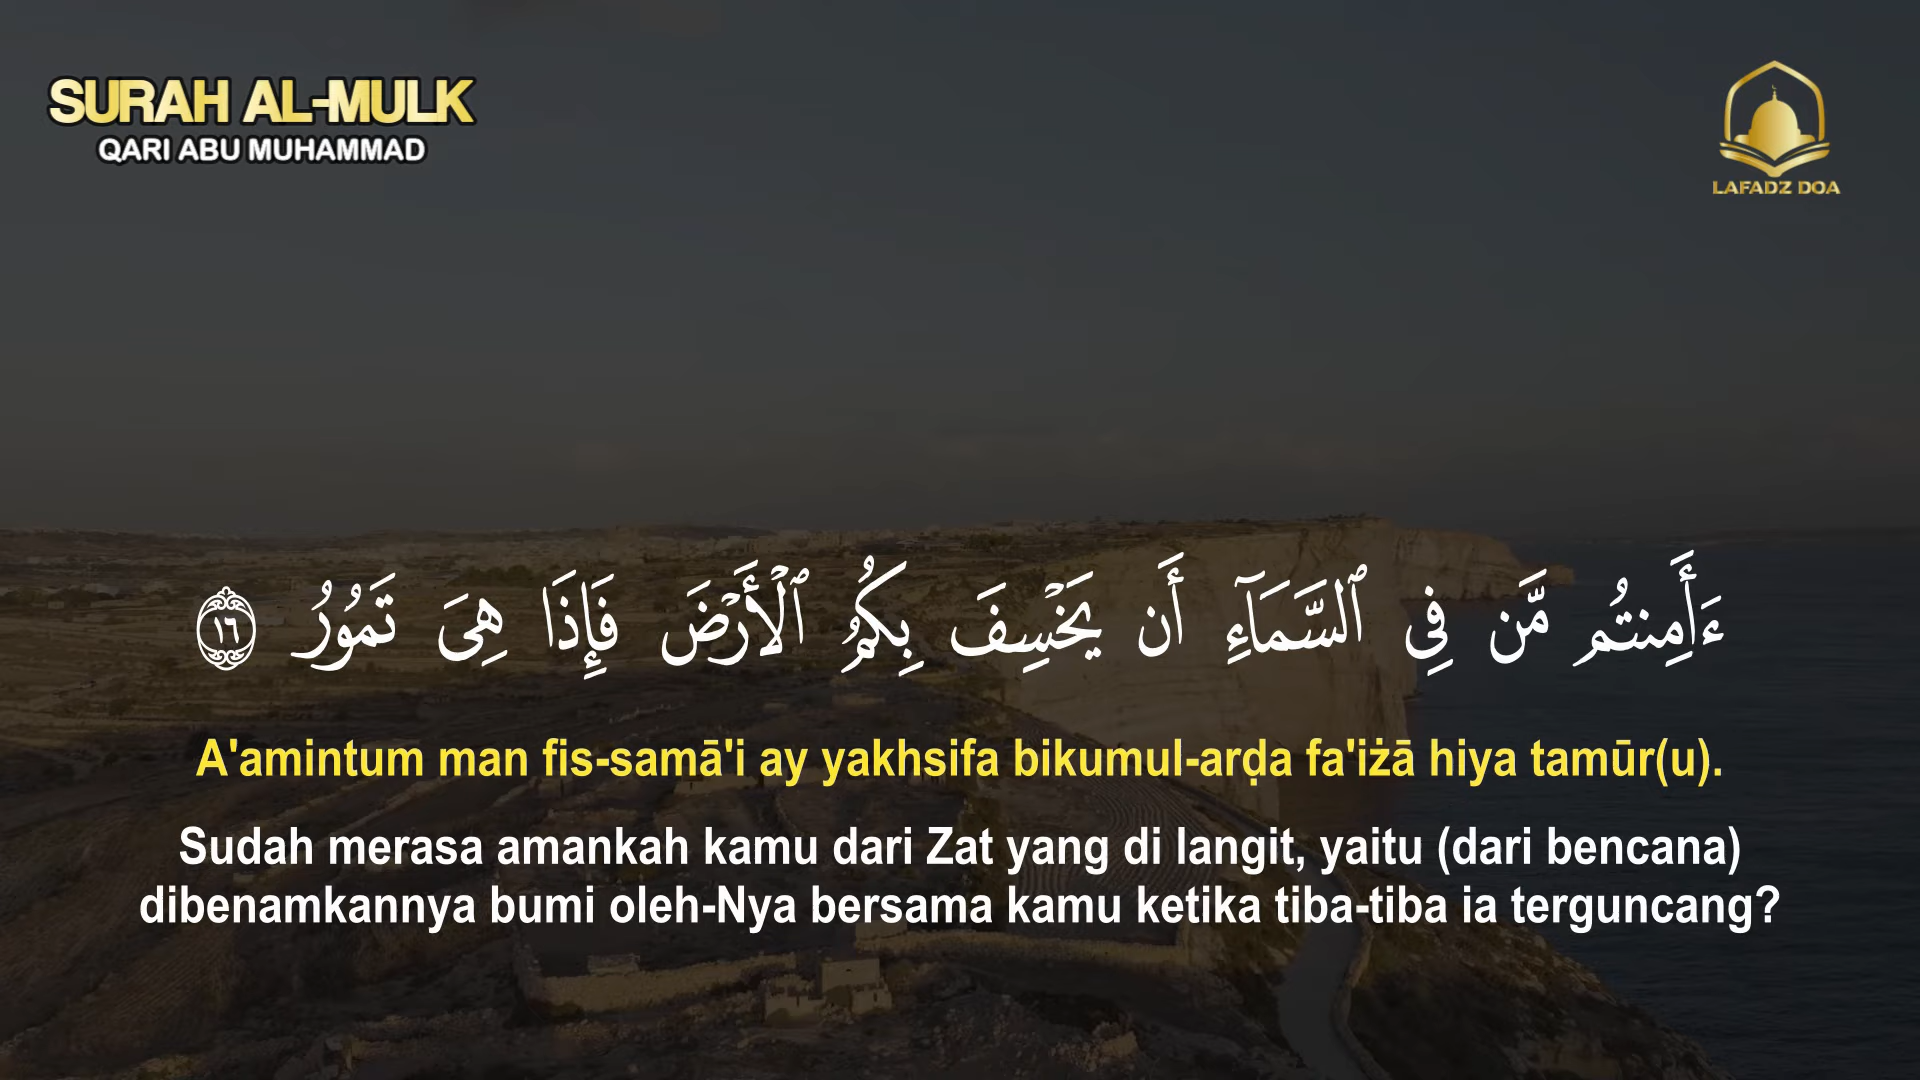 SURAH AL-MULK
QARI ABU MUHAMMAD
LAFADZ DOA
ءَأَمِنتُم مَّن فِى ٱلسَّمَآءِ أَن يَخْسِفَ بِكُمُ ٱلْأَرْضَ فَإِذَا هِىَ تَمُورُ ١٦
A'amintum man fis-samā'i ay yakhsifa bikumul-arḍa fa'iżā hiya tamūr(u).
Sudah merasa amankah kamu dari Zat yang di langit, yaitu (dari bencana)
dibenamkannya bumi oleh-Nya bersama kamu ketika tiba-tiba ia terguncang?